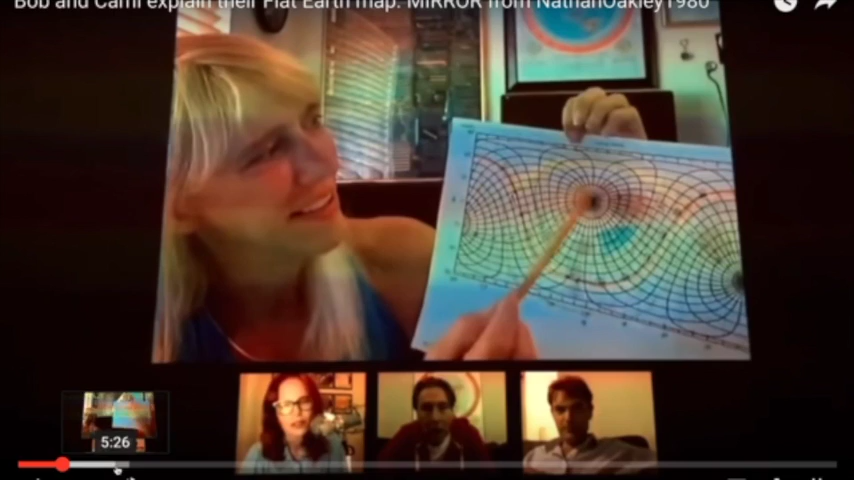 Bob and Cami explain their Flat Earth map. MIRROR from NathanOakley1980
5:26